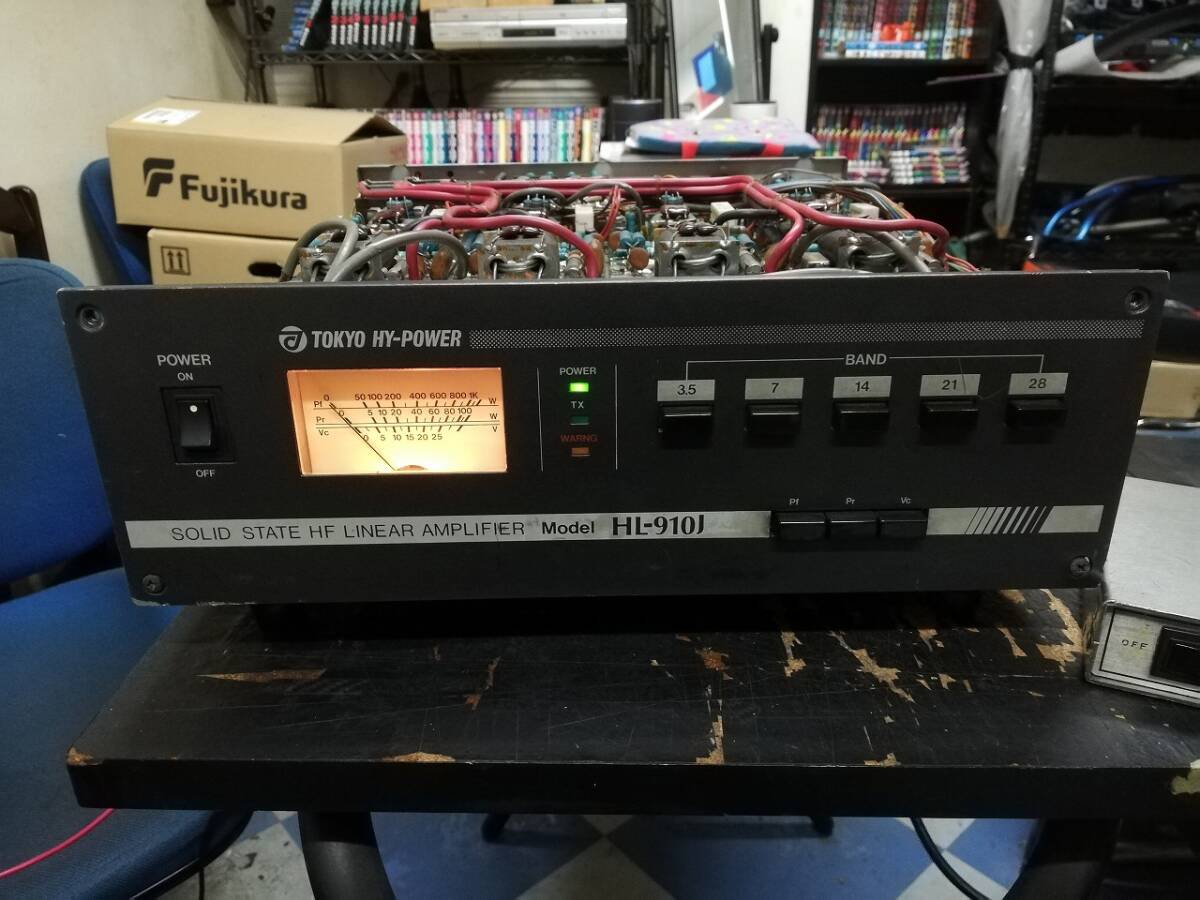 Fujikura
TOKYO HY-POWER
POWER
ON
OFF
0 50 100 200 400 600 800 1K W
Pf
Pr 0 5 10 20 40 60 80 100 W
Vc 0 5 10 15 20 25 V
POWER
TX
WARNG
BAND
3.5 7 14 21 28
Pf Pr Vc
SOLID STATE HF LINEAR AMPLIFIER Model HL-910J
OFF